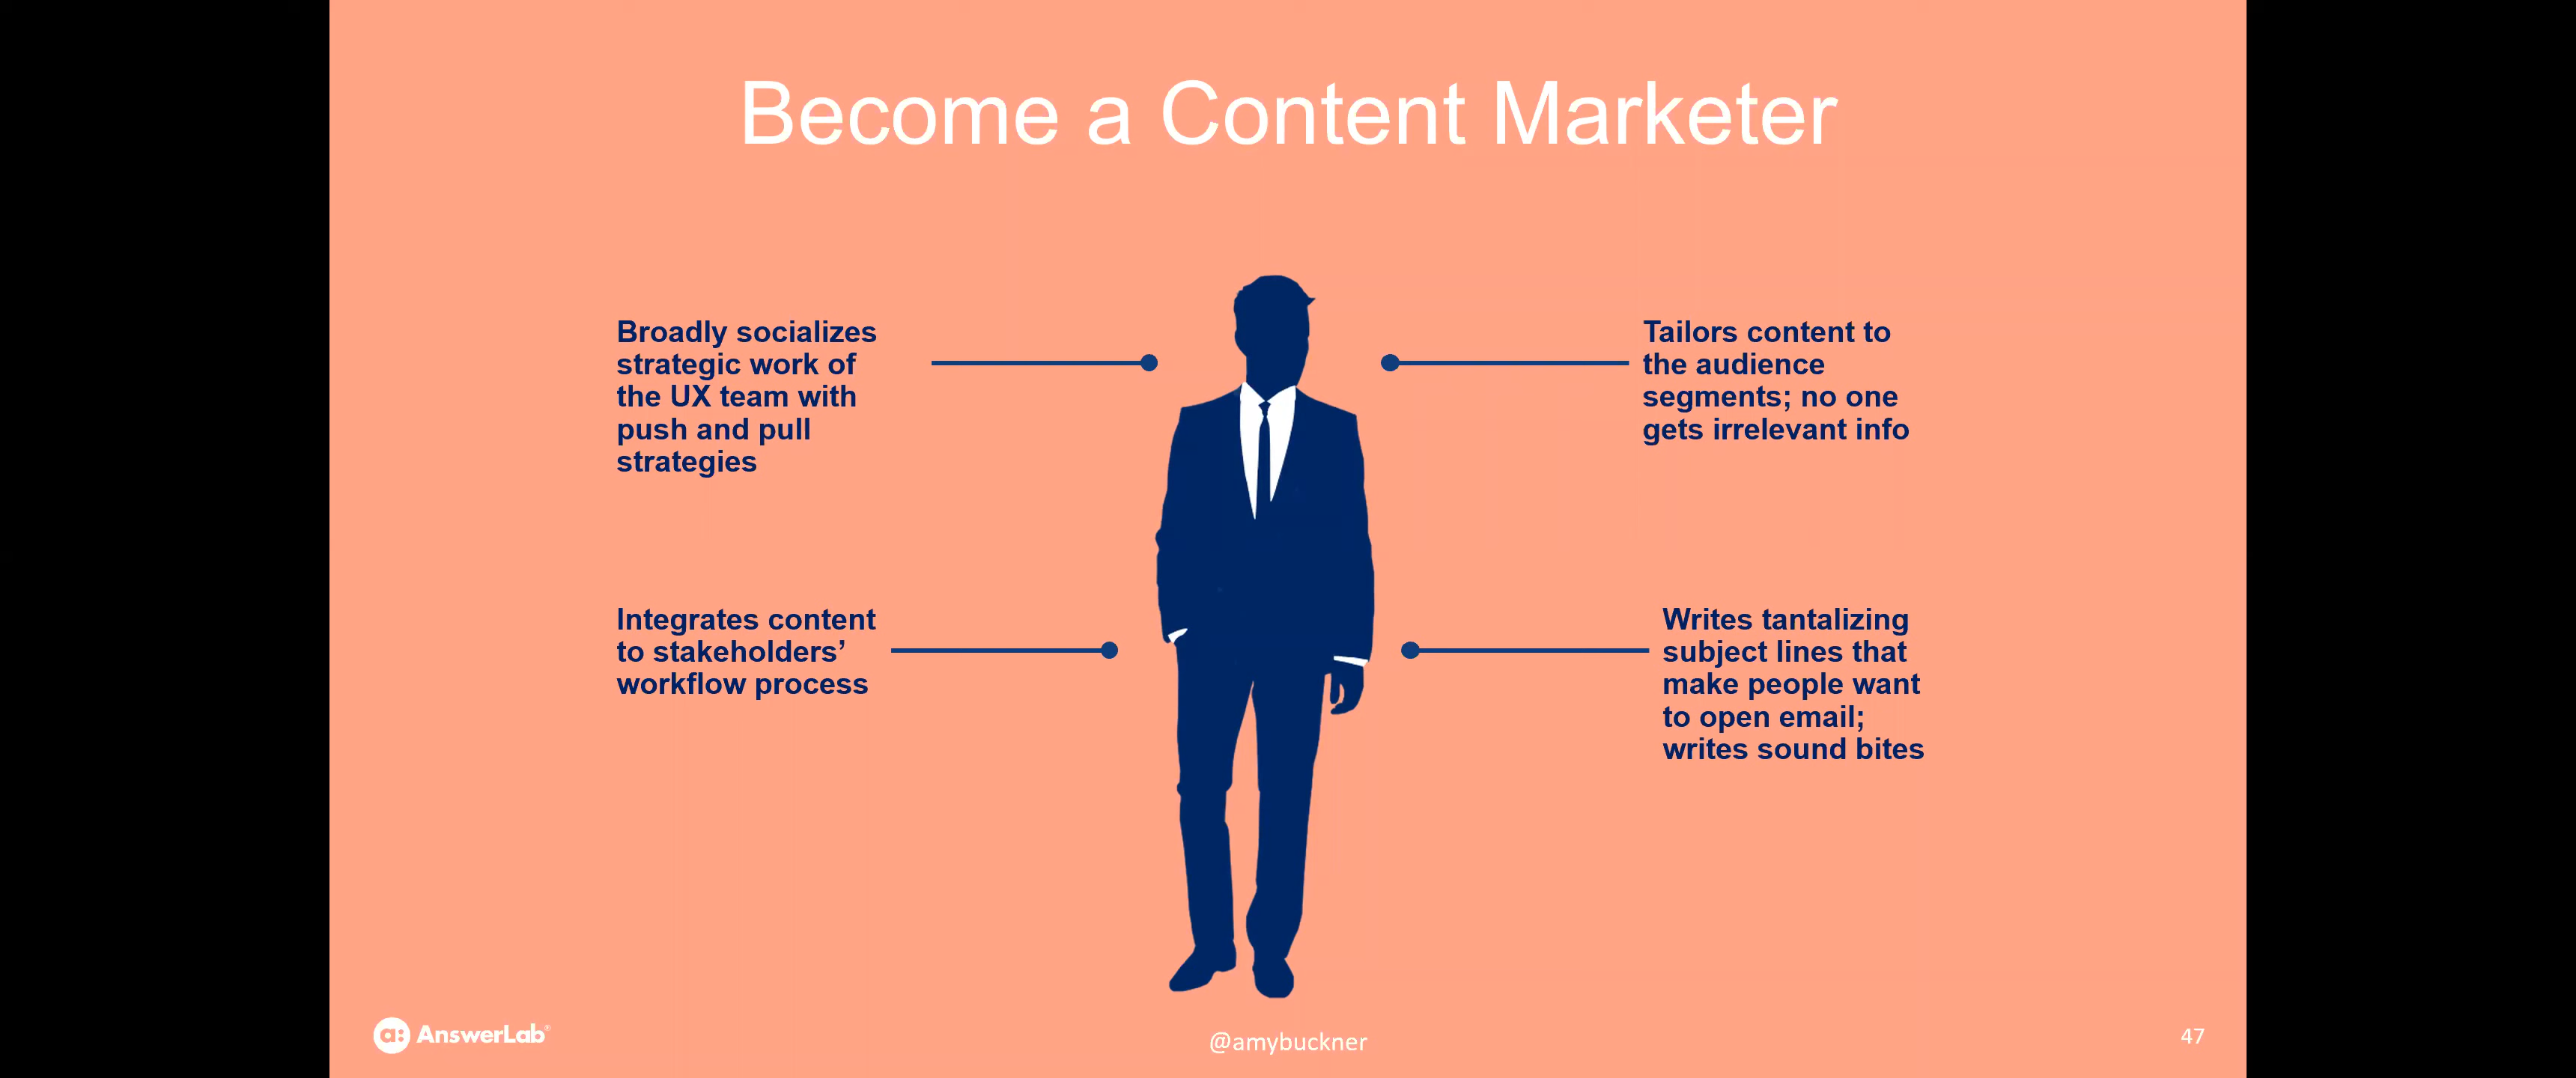 Become a Content Marketer
Broadly socializes
strategic work of
the UX team with
push and pull
strategies
Tailors content to
the audience
segments; no one
gets irrelevant info
Integrates content
to stakeholders’
workflow process
Writes tantalizing
subject lines that
make people want
to open email;
writes sound bites
a: AnswerLab®
@amybuckner
47